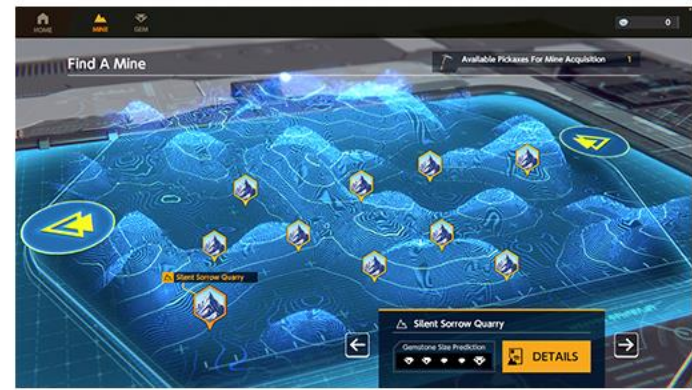 HOME
MINE
GEM
0
Find A Mine
Available Pickaxes For Mine Acquisition 1
Silent Sorrow Quarry
Silent Sorrow Quarry
Gemstone Size Prediction
DETAILS